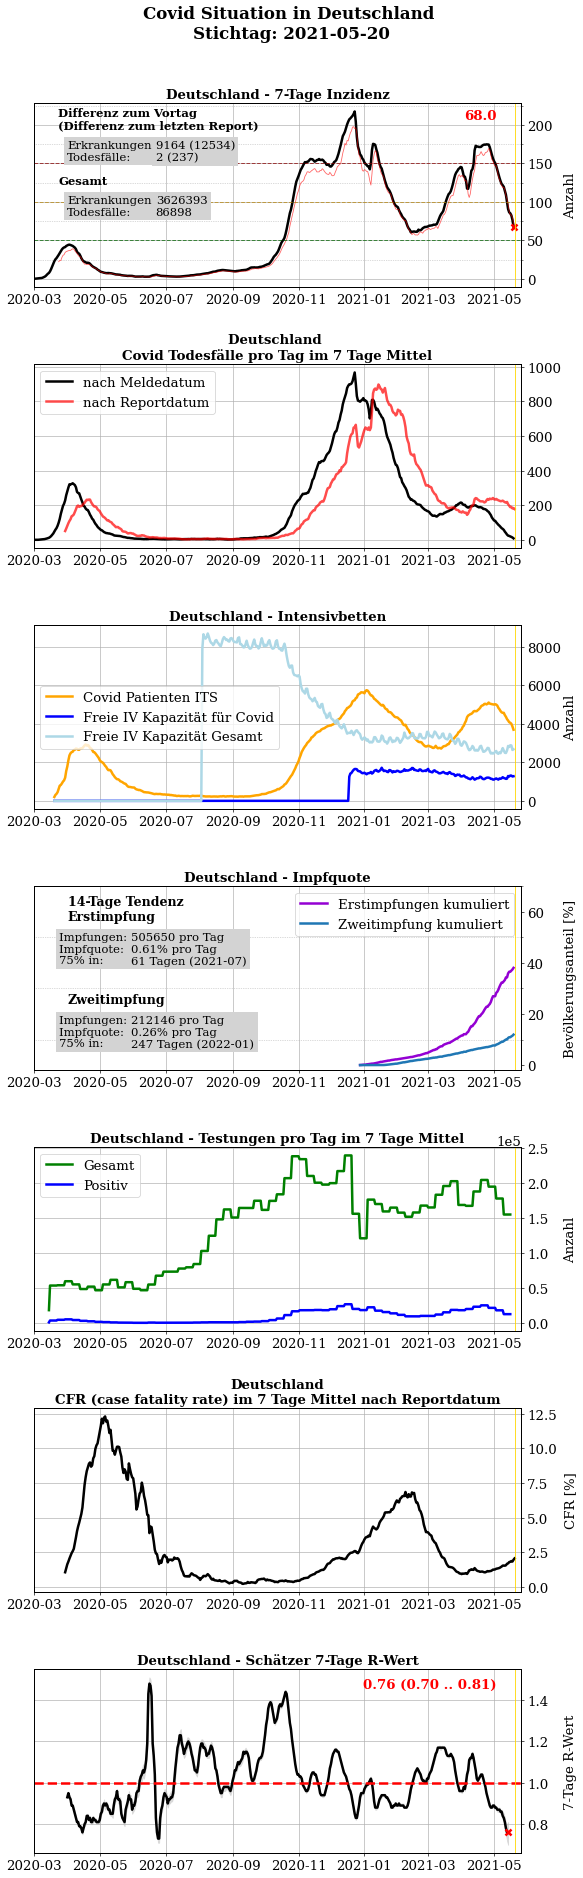 Covid Situation in Deutschland
Stichtag: 2021-05-20
Deutschland - 7-Tage Inzidenz
Differenz zum Vortag
(Differenz zum letzten Report)
Erkrankungen 9164 (12534)
Todesfälle: 2 (237)
Gesamt
Erkrankungen 3626393
Todesfälle: 86898
68.0
200
150
100
50
0
Anzahl
2020-03 2020-05 2020-07 2020-09 2020-11 2021-01 2021-03 2021-05
Deutschland
Covid Todesfälle pro Tag im 7 Tage Mittel
nach Meldedatum
nach Reportdatum
1000
800
600
400
200
0
2020-03 2020-05 2020-07 2020-09 2020-11 2021-01 2021-03 2021-05
Deutschland - Intensivbetten
Covid Patienten ITS
Freie IV Kapazität für Covid
Freie IV Kapazität Gesamt
8000
6000
4000
2000
0
Anzahl
2020-03 2020-05 2020-07 2020-09 2020-11 2021-01 2021-03 2021-05
Deutschland - Impfquote
14-Tage Tendenz
Erstimpfung
Impfungen: 505650 pro Tag
Impfquote: 0.61% pro Tag
75% in: 61 Tagen (2021-07)
Zweitimpfung
Impfungen: 212146 pro Tag
Impfquote: 0.26% pro Tag
75% in: 247 Tagen (2022-01)
Erstimpfungen kumuliert
Zweitimpfung kumuliert
60
40
20
0
Bevölkerungsanteil [%]
2020-03 2020-05 2020-07 2020-09 2020-11 2021-01 2021-03 2021-05
Deutschland - Testungen pro Tag im 7 Tage Mittel
1e5
Gesamt
Positiv
2.5
2.0
1.5
1.0
0.5
0.0
Anzahl
2020-03 2020-05 2020-07 2020-09 2020-11 2021-01 2021-03 2021-05
Deutschland
CFR (case fatality rate) im 7 Tage Mittel nach Reportdatum
12.5
10.0
7.5
5.0
2.5
0.0
CFR [%]
2020-03 2020-05 2020-07 2020-09 2020-11 2021-01 2021-03 2021-05
Deutschland - Schätzer 7-Tage R-Wert
0.76 (0.70 .. 0.81)
1.4
1.2
1.0
0.8
7-Tage R-Wert
2020-03 2020-05 2020-07 2020-09 2020-11 2021-01 2021-03 2021-05